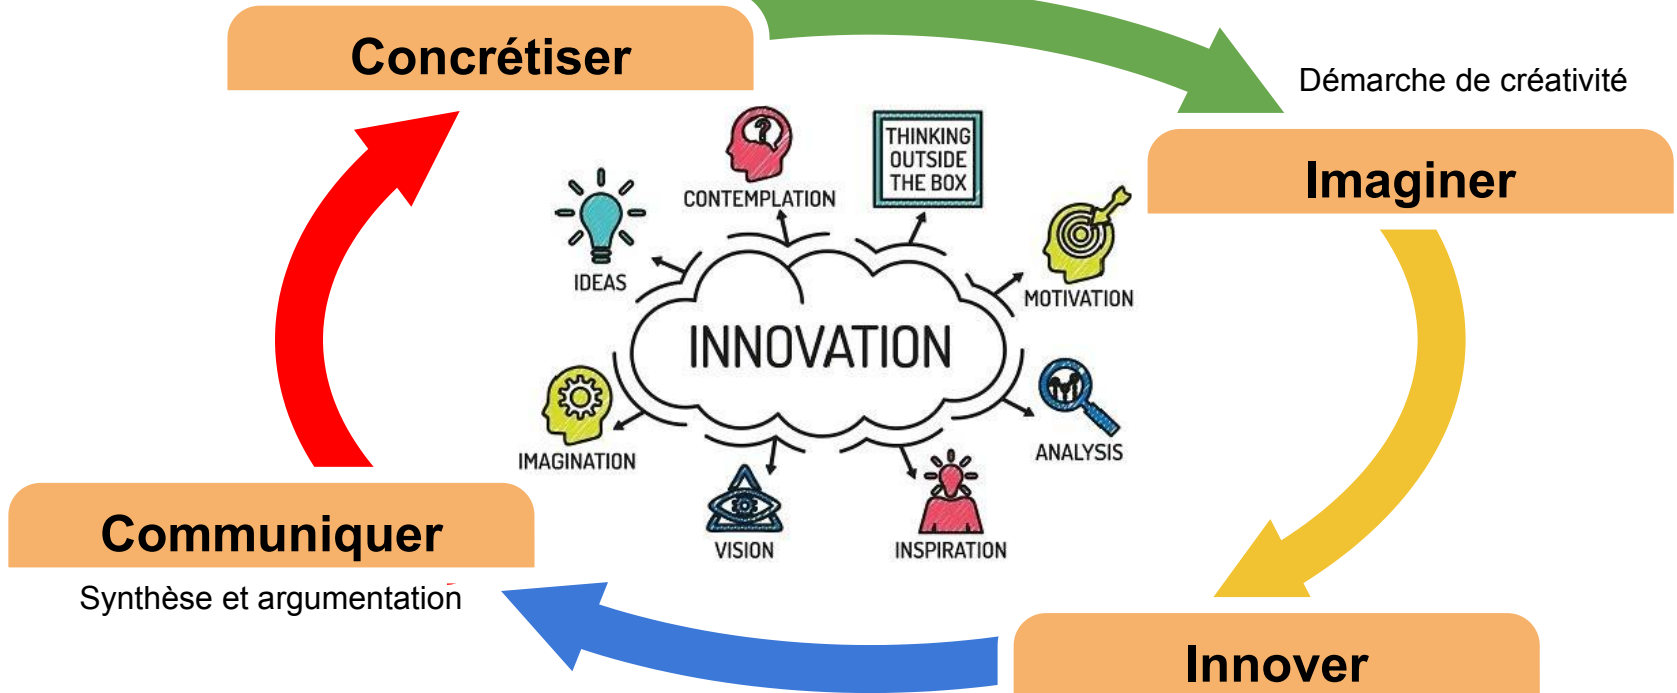 Concrétiser
Démarche de créativité
Imaginer
THINKING
OUTSIDE
THE BOX
CONTEMPLATION
IDEAS
MOTIVATION
INNOVATION
ANALYSIS
IMAGINATION
VISION
INSPIRATION
Communiquer
Synthèse et argumentation
Innover